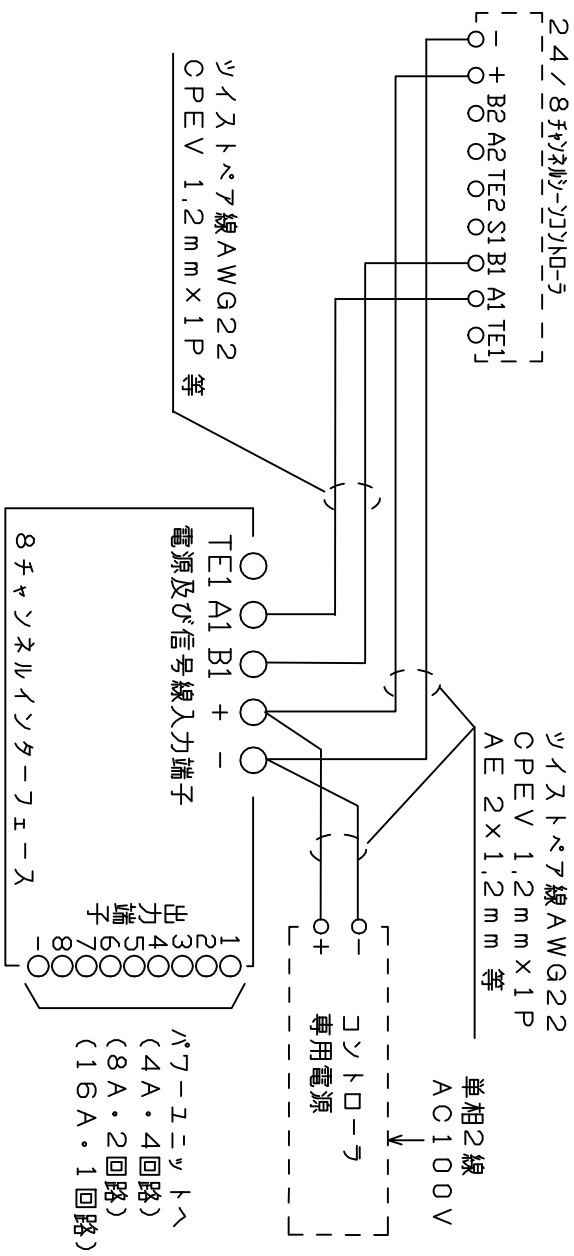 24/8チャンネルシーンコントローラ
-
+
B2
A2
TE2
S1
B1
A1
TE1
ツイストペア線AWG22
CPEV 1,2mm×1P 等
ツイストペア線AWG22
CPEV 1,2mm×1P
AE 2×1,2mm 等
TE1
A1
B1
+
-
電源及び信号線入力端子
8チャンネルインターフェース
出力端子
1
2
3
4
5
6
7
8
-
-
+
コントローラ
専用電源
単相2線
AC100V
パワーユニットへ
(4A・4回路)
(8A・2回路)
(16A・1回路)